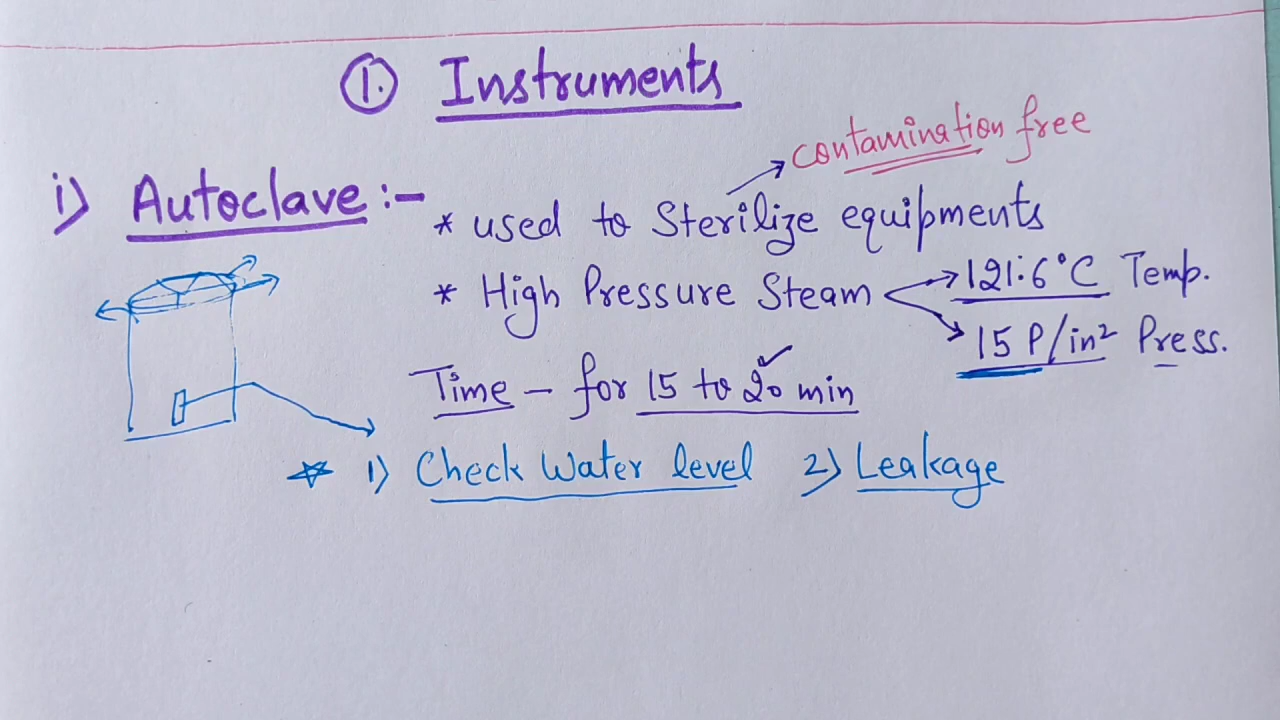 ① Instruments
contamination free
i) Autoclave :-
* used to Sterilize equipments
* High Pressure Steam → 121.6°C Temp.
→ 15 P/in² Press.
Time - for 15 to 20 min
1) Check Water level 2) Leakage